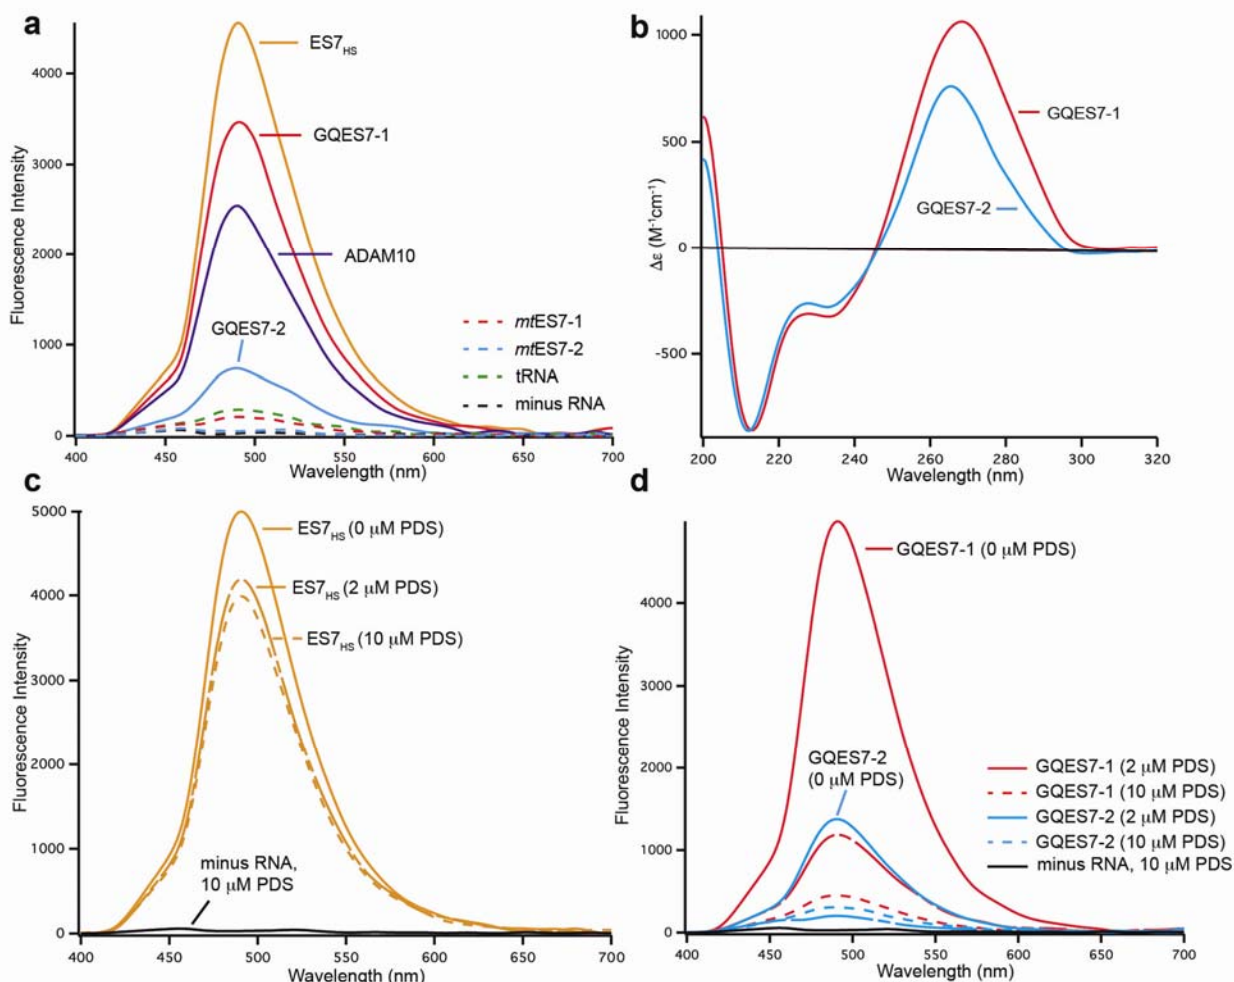 a
ES7HS
GQES7-1
ADAM10
GQES7-2
mtES7-1
mtES7-2
tRNA
minus RNA
4000
3000
2000
1000
0
Fluorescence Intensity
400 450 500 550 600 650 700
Wavelength (nm)
b
1000
500
0
-500
Δε (M⁻¹cm⁻¹)
GQES7-1
GQES7-2
200 220 240 260 280 300 320
Wavelength (nm)
c
5000
4000
3000
2000
1000
0
Fluorescence Intensity
ES7HS (0 μM PDS)
ES7HS (2 μM PDS)
ES7HS (10 μM PDS)
minus RNA,
10 μM PDS
400 450 500 550 600 650 700
Wavelength (nm)
d
4000
3000
2000
1000
0
Fluorescence Intensity
GQES7-1 (0 μM PDS)
GQES7-2
(0 μM PDS)
GQES7-1 (2 μM PDS)
GQES7-1 (10 μM PDS)
GQES7-2 (2 μM PDS)
GQES7-2 (10 μM PDS)
minus RNA, 10 μM PDS
400 450 500 550 600 650 700
Wavelength (nm)